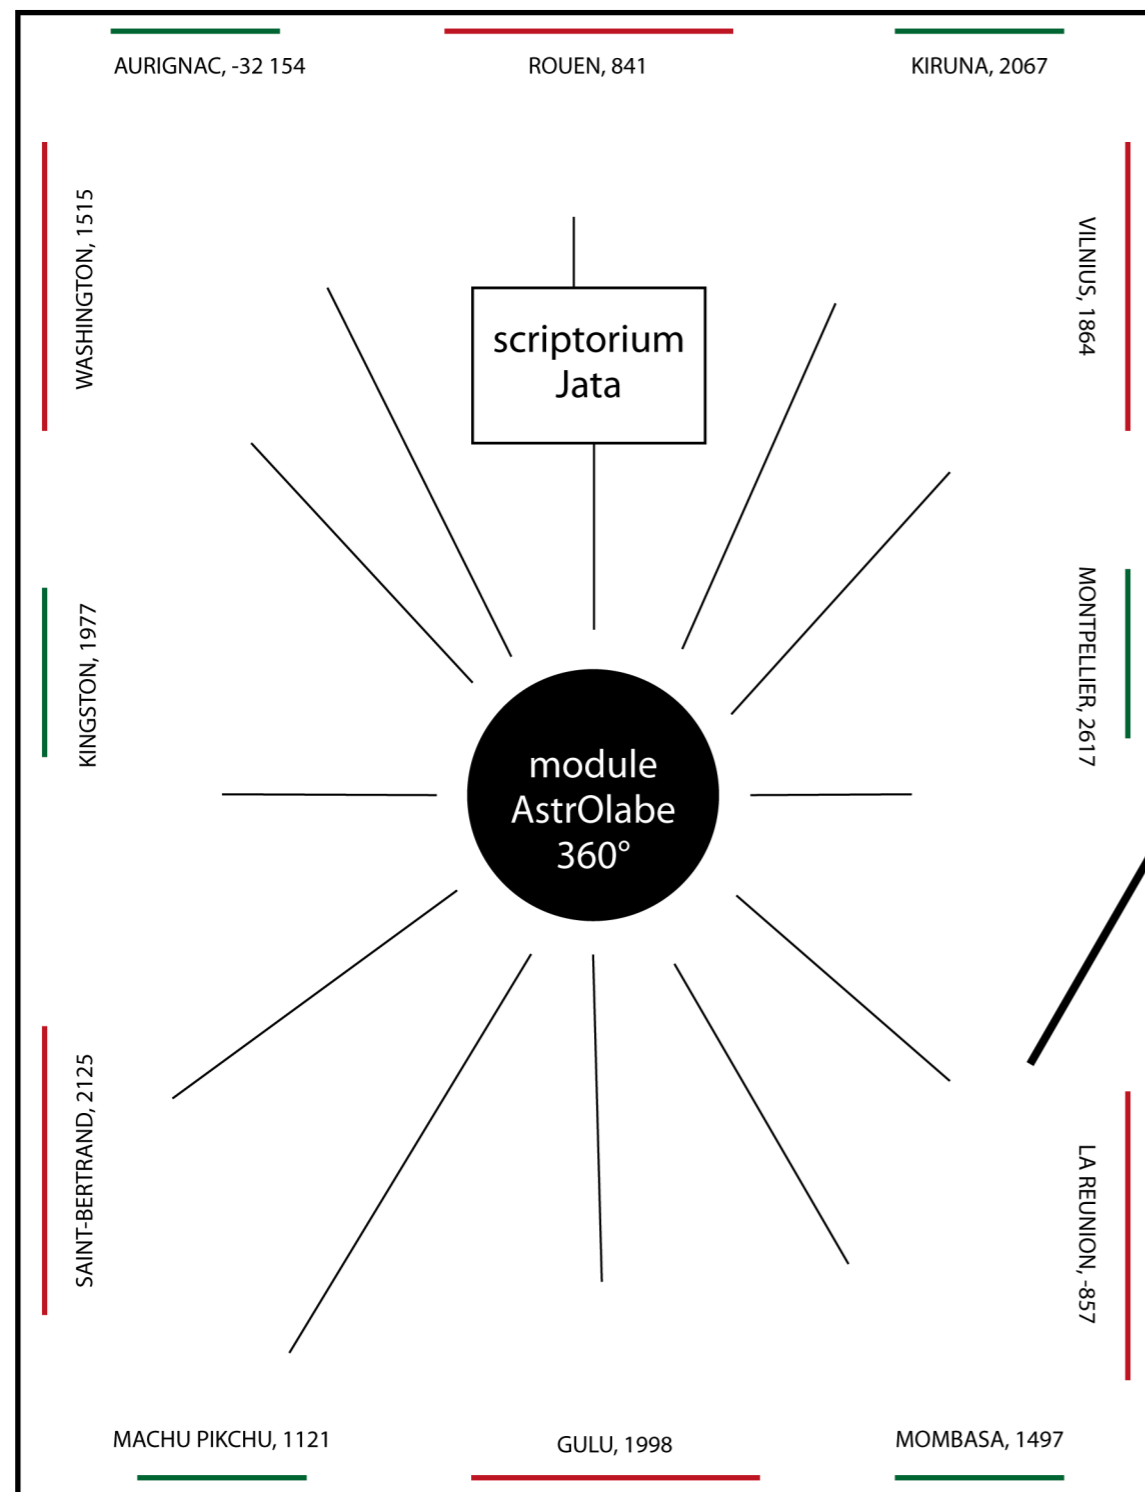 AURIGNAC, -32 154
ROUEN, 841
KIRUNA, 2067
WASHINGTON, 1515
VILNIUS, 1864
scriptorium
Jata
KINGSTON, 1977
MONTPELLIER, 2617
module
AstrOlabe
360°
SAINT-BERTRAND, 2125
LA REUNION, -857
MACHU PIKCHU, 1121
GULU, 1998
MOMBASA, 1497